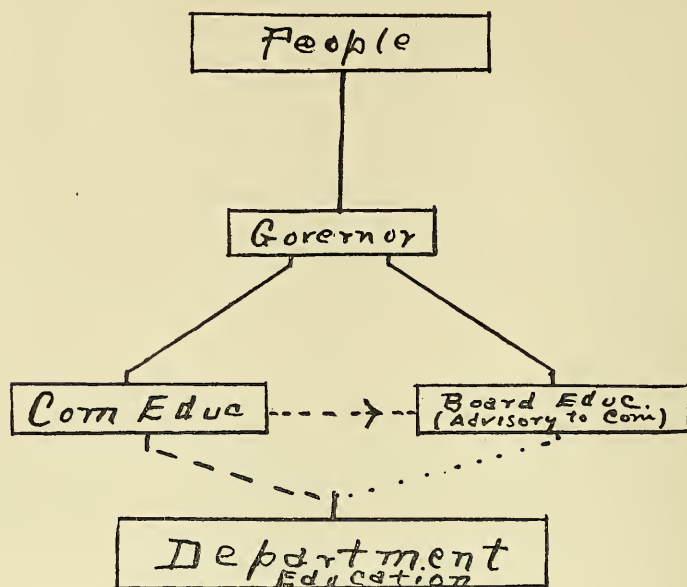 People
Governor
Com Educ
Board Educ.
(Advisory to Com)
Department
Education